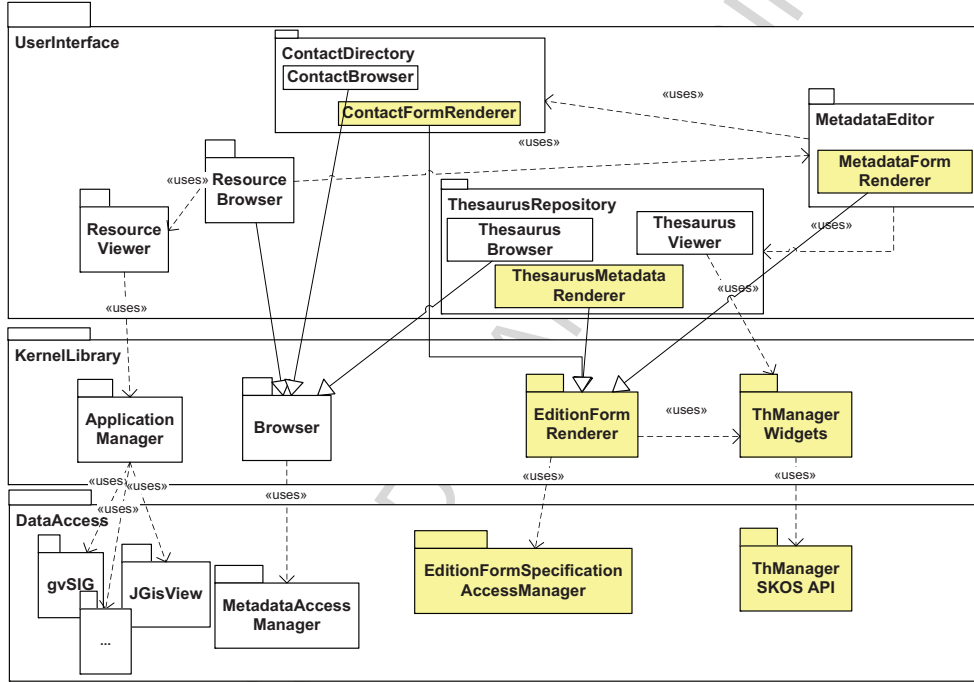 UserInterface
ContactDirectory
ContactBrowser
ContactFormRenderer
«uses»
«uses»
MetadataEditor
MetadataForm
Renderer
«uses»
Resource
Browser
Resource
Viewer
ThesaurusRepository
Thesaurus
Browser
Thesaurus
Viewer
ThesaurusMetadata
Renderer
«uses»
«uses»
«uses»
KernelLibrary
Application
Manager
Browser
EditionForm
Renderer
«uses»
ThManager
Widgets
«uses»
«uses»
«uses»
«uses»
«uses»
«uses»
DataAccess
gvSIG
...
JGisView
MetadataAccess
Manager
EditionFormSpecification
AccessManager
ThManager
SKOS API